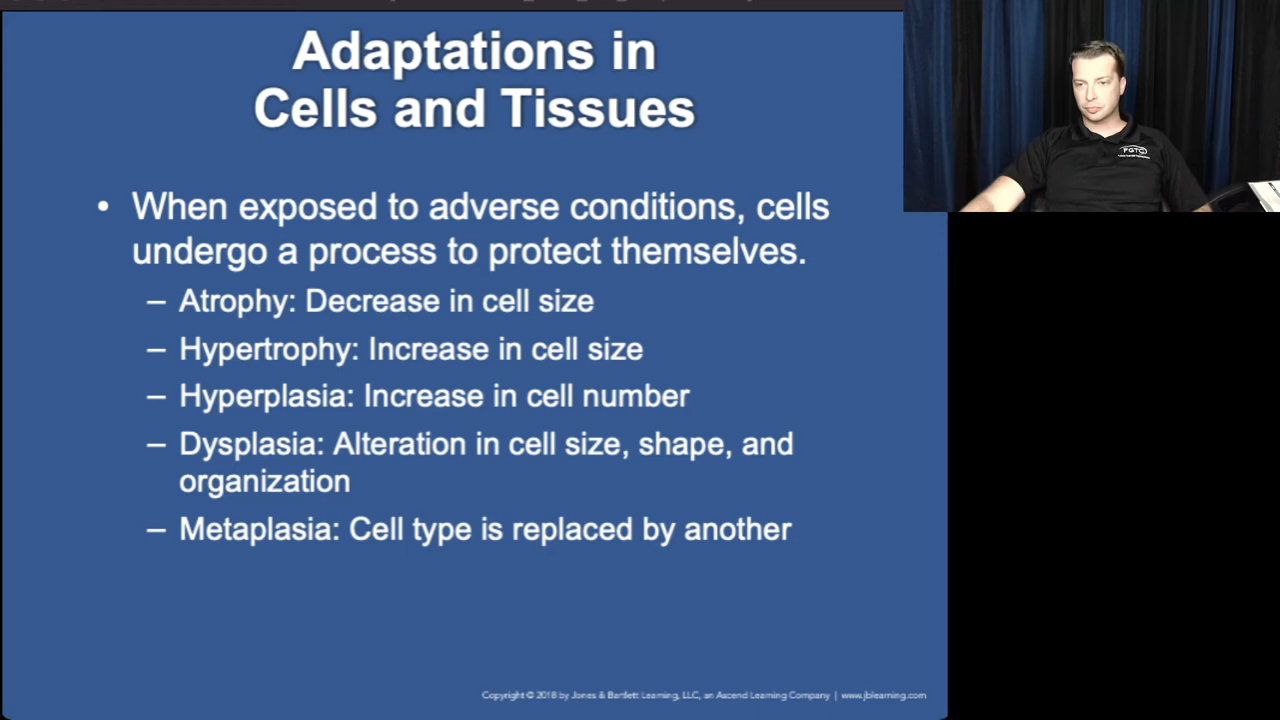 Adaptations in
Cells and Tissues
• When exposed to adverse conditions, cells
undergo a process to protect themselves.
– Atrophy: Decrease in cell size
– Hypertrophy: Increase in cell size
– Hyperplasia: Increase in cell number
– Dysplasia: Alteration in cell size, shape, and
organization
– Metaplasia: Cell type is replaced by another
Copyright © 2018 by Jones & Bartlett Learning, LLC, an Ascend Learning Company | www.jblearning.com